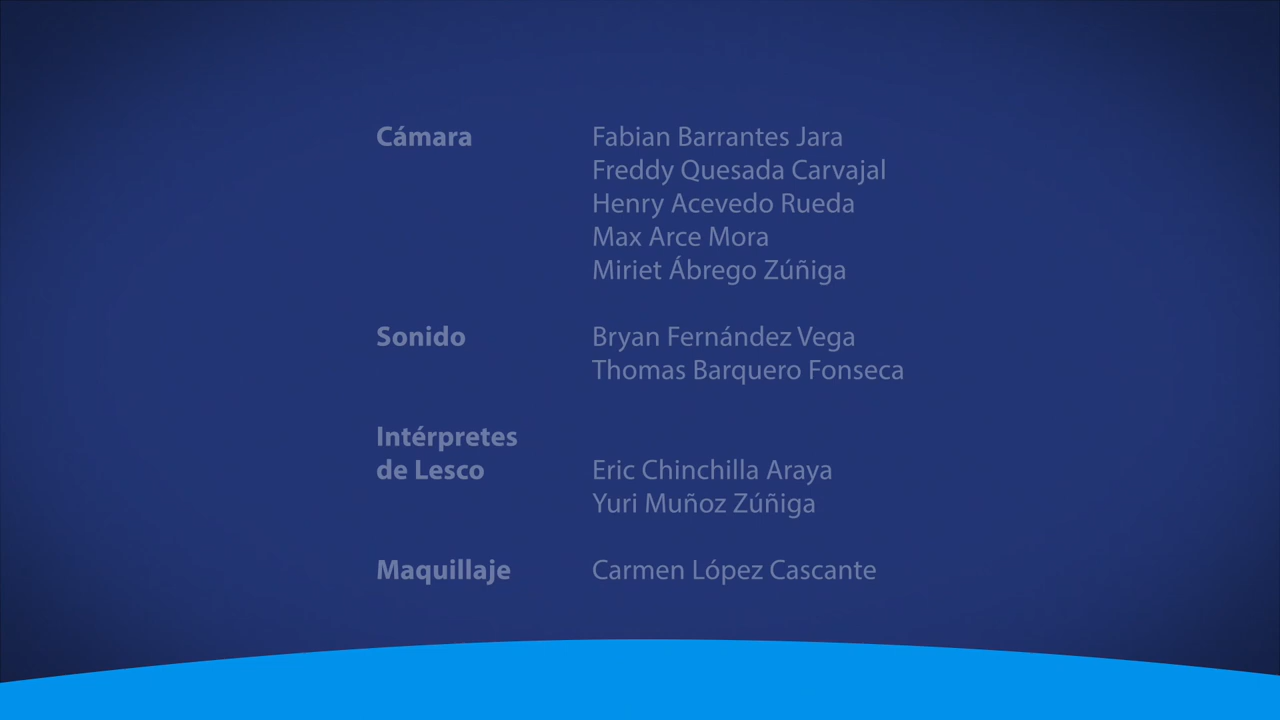 Cámara Fabian Barrantes Jara
Freddy Quesada Carvajal
Henry Acevedo Rueda
Max Arce Mora
Miriet Ábrego Zúñiga
Sonido Bryan Fernández Vega
Thomas Barquero Fonseca
Intérpretes
de Lesco Eric Chinchilla Araya
Yuri Muñoz Zúñiga
Maquillaje Carmen López Cascante